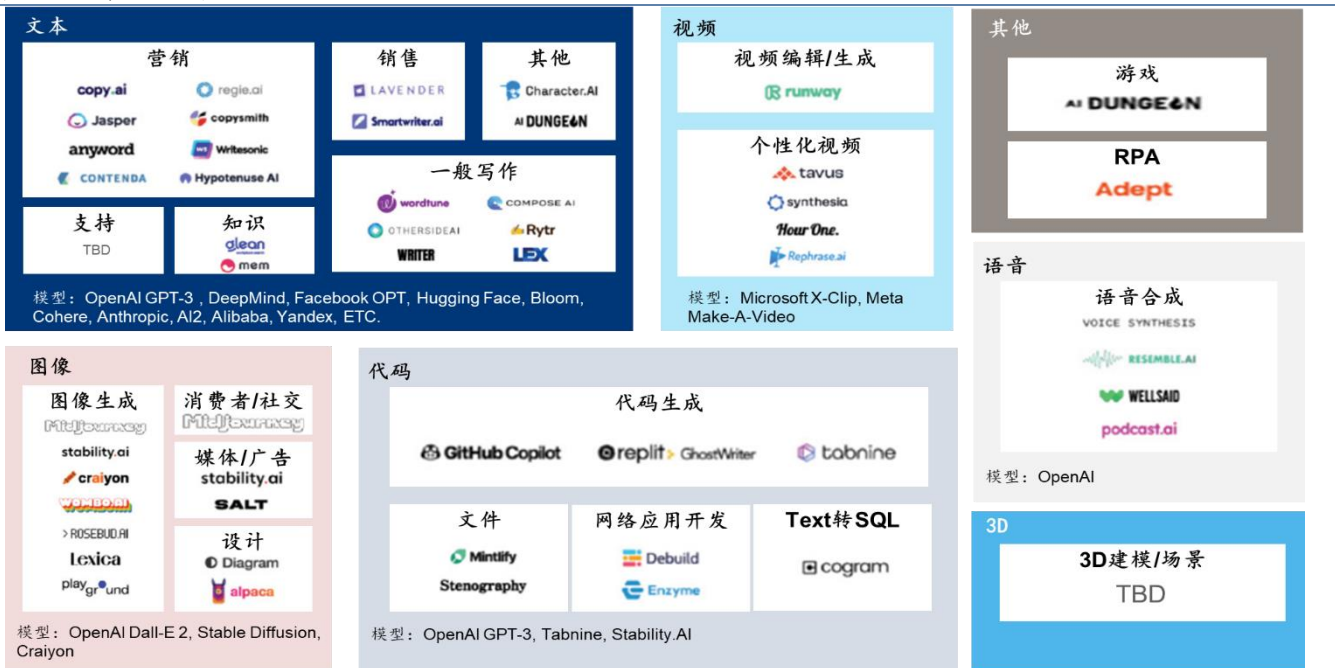 文本
营销
copy.ai
regie.ai
Jasper
copysmith
anyword
Writesonic
CONTENDA
Hypotenuse AI
销售
LAVENDER
Smartwriter.ai
其他
Character.AI
AI DUNGEON
支持
TBD
知识
glean
mem
一般写作
wordtune
COMPOSE AI
OTHERSIDEAI
Rytr
WRITER
LEX
模型：OpenAI GPT-3 , DeepMind, Facebook OPT, Hugging Face, Bloom,
Cohere, Anthropic, AI2, Alibaba, Yandex, ETC.
视频
视频编辑/生成
runway
个性化视频
tavus
synthesia
Hour One.
Rephrase.ai
模型：Microsoft X-Clip, Meta
Make-A-Video
其他
游戏
AI DUNGEON
RPA
Adept
语音
语音合成
VOICE SYNTHESIS
RESEMBLE.AI
WELLSAID
podcast.ai
模型：OpenAI
图像
图像生成
Midjourney
stability.ai
craiyon
WOMBO.AI
>ROSEBUD.AI
Lexica
playground
消费者/社交
Midjourney
媒体/广告
stability.ai
SALT
设计
Diagram
alpaca
模型：OpenAI Dall-E 2, Stable Diffusion,
Craiyon
代码
代码生成
GitHub Copilot
replit GhostWriter
tabnine
文件
Mintlify
Stenography
网络应用开发
Debuild
Enzyme
Text转SQL
cogram
模型：OpenAI GPT-3, Tabnine, Stability.AI
3D
3D建模/场景
TBD